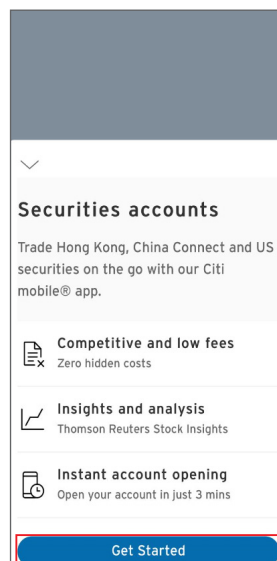 Securities accounts
Trade Hong Kong, China Connect and US
securities on the go with our Citi
mobile® app.
Competitive and low fees
Zero hidden costs
Insights and analysis
Thomson Reuters Stock Insights
Instant account opening
Open your account in just 3 mins
Get Started